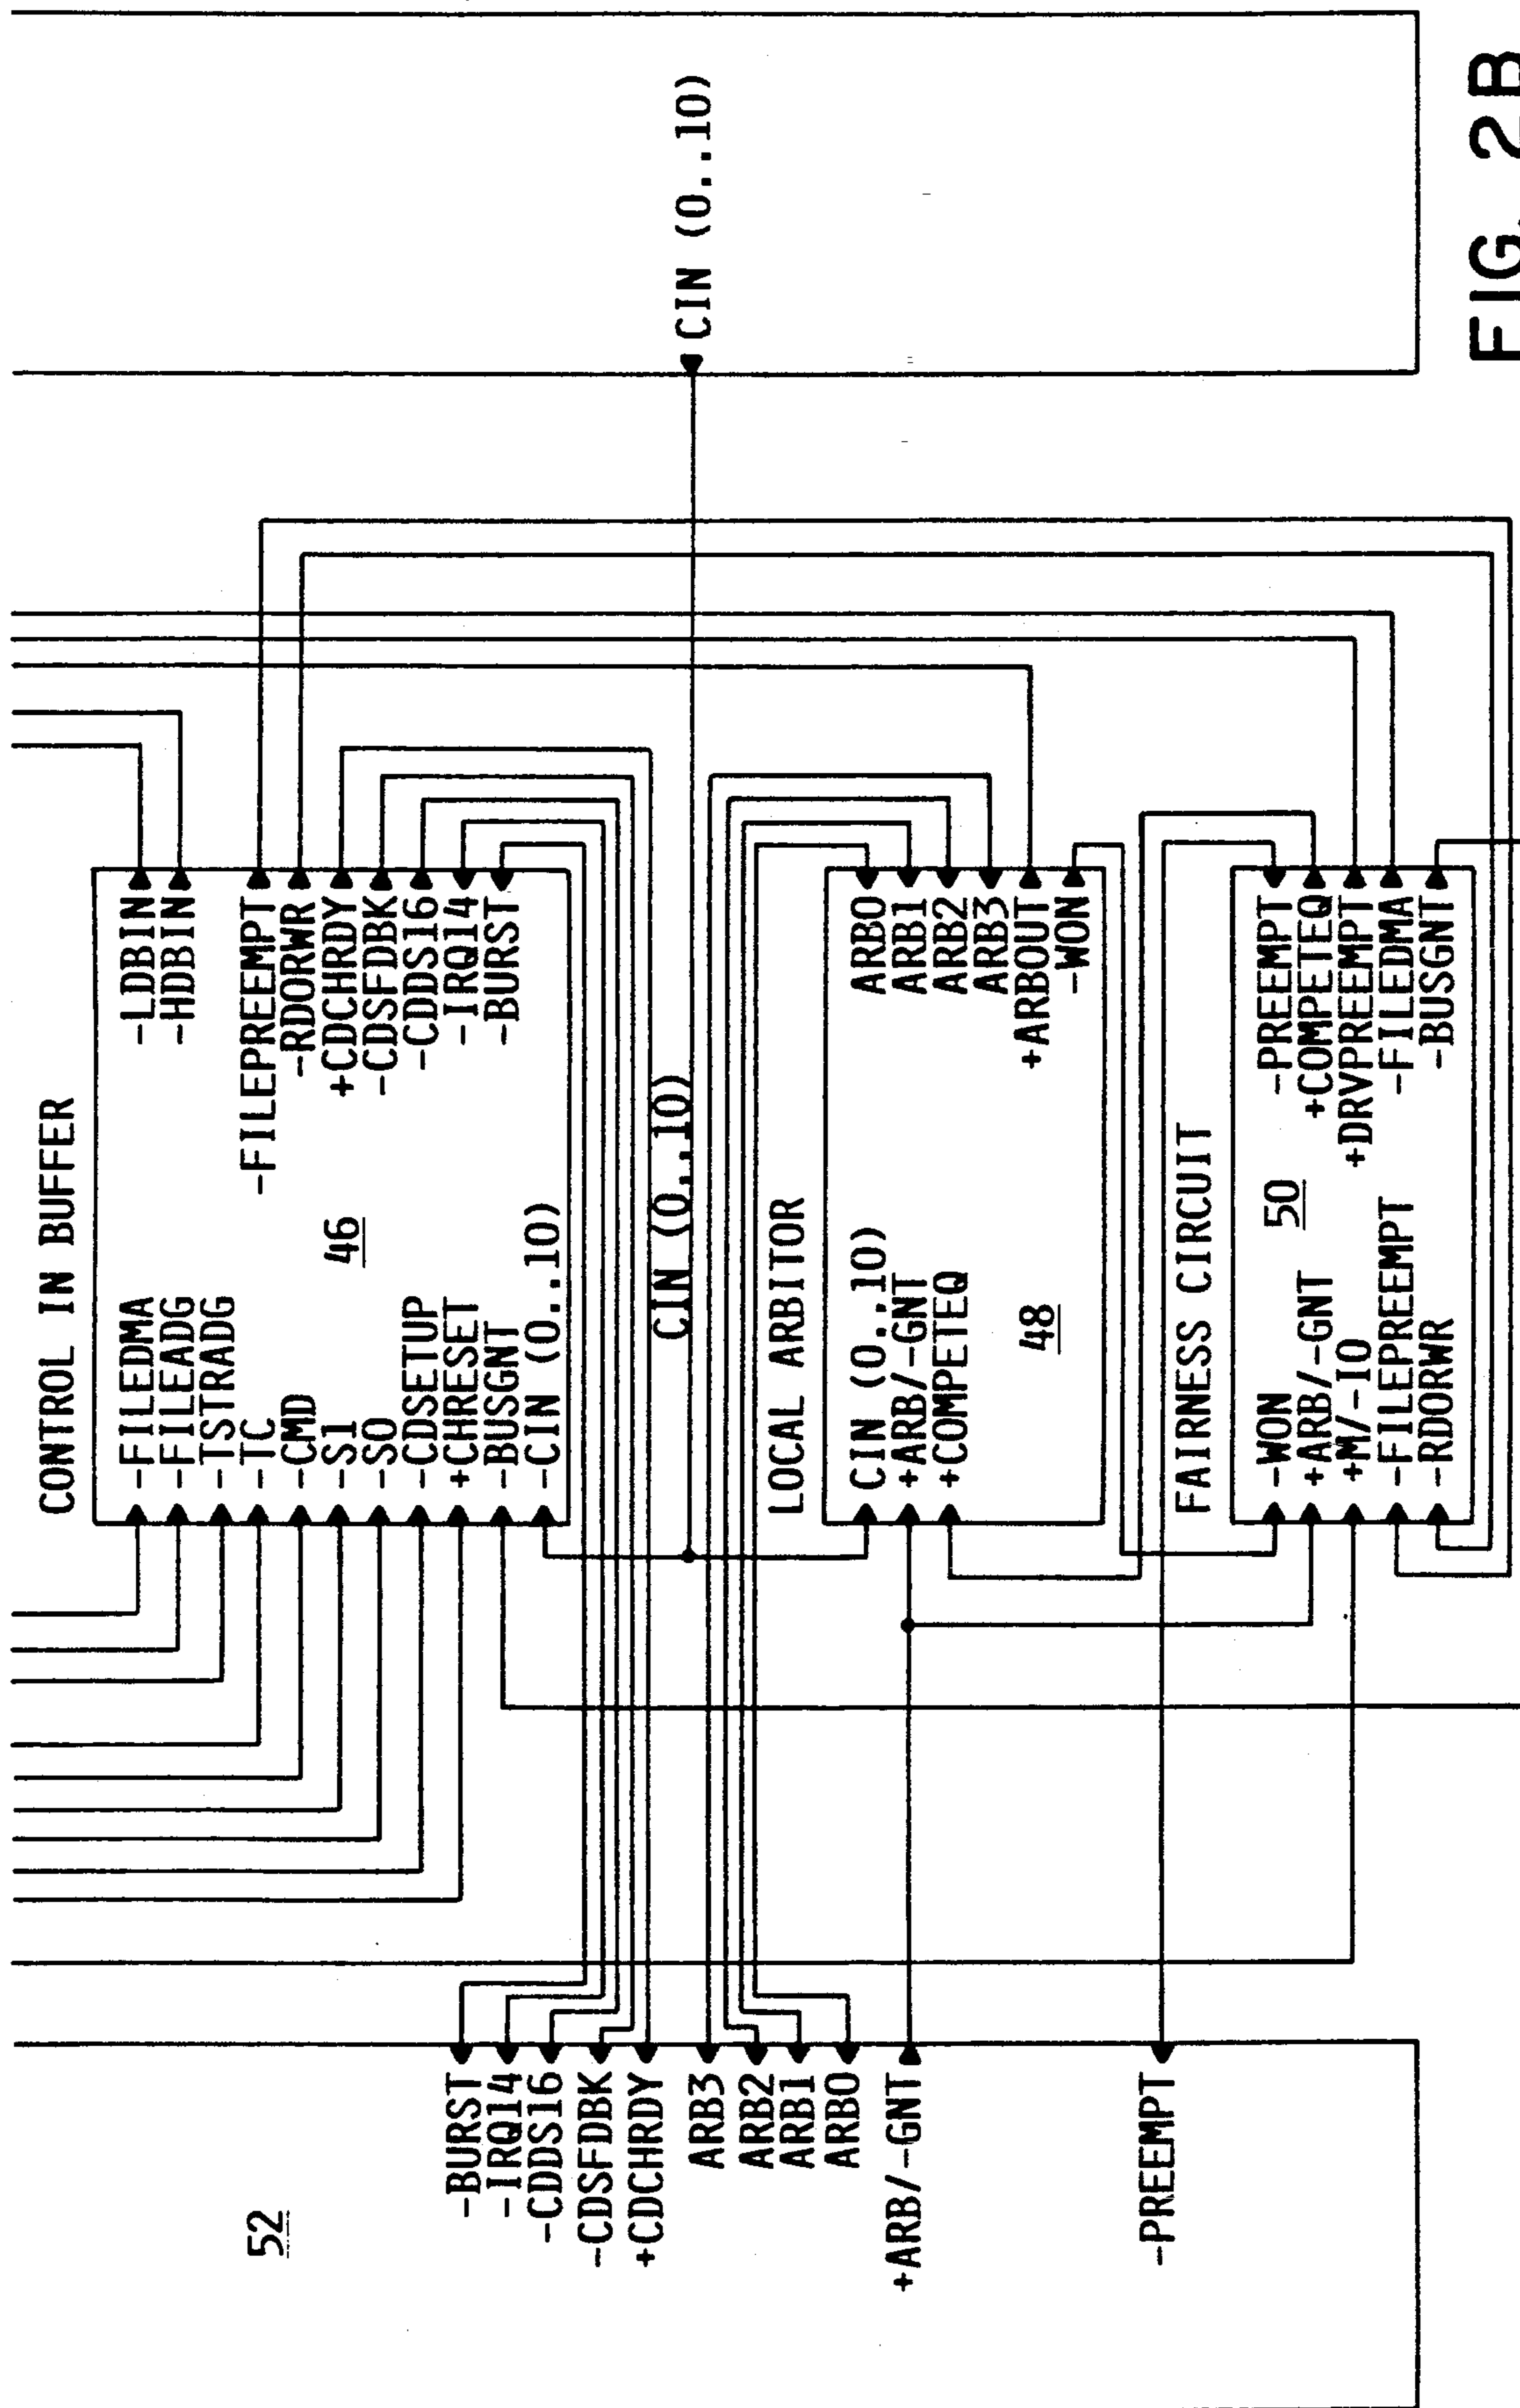 CONTROL IN BUFFER
-FILEDMA
-FILEADG
-TSTRADG
-TC
-CMD
-S1
-S0
-CDSETUP
+CHRESET
-BUSGNT
-CIN (0..10)
46
-LDBIN
-HDBIN
-FILEPREEMPT
-RDORWR
+CDCHRDY
-CDSFDBK
-CDDS16
-IRQ14
-BURST
CIN (0..10)
CIN (0..10)
LOCAL ARBITOR
CIN (0..10)
+ARB/-GNT
+COMPETEQ
48
ARB0
ARB1
ARB2
ARB3
+ARBOUT
-WON
FAIRNESS CIRCUIT
-WON
+ARB/-GNT
+M/-IO
-FILEPREEMPT
-RDORWR
50
-PREEMPT
+COMPETEQ
+DRVPREEMPT
-FILEDMA
-BUSGNT
52
-BURST
-IRQ14
-CDDS16
-CDSFDBK
+CDCHRDY
ARB3
ARB2
ARB1
ARB0
+ARB/-GNT
-PREEMPT
FIG. 2B